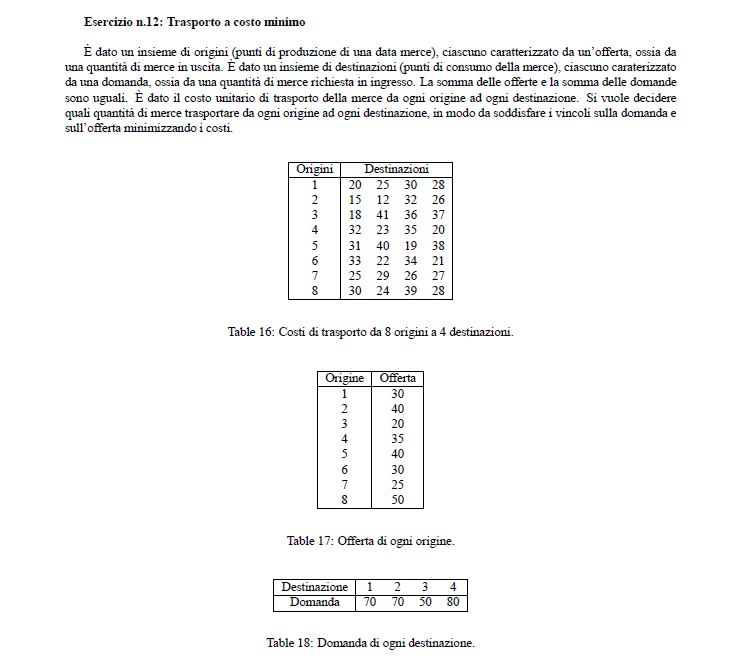 Esercizio n.12: Trasporto a costo minimo
È dato un insieme di origini (punti di produzione di una data merce), ciascuno caratterizzato da un'offerta, ossia da
una quantità di merce in uscita. È dato un insieme di destinazioni (punti di consumo della merce), ciascuno caraterizzato
da una domanda, ossia da una quantità di merce richiesta in ingresso. La somma delle offerte e la somma delle domande
sono uguali. È dato il costo unitario di trasporto della merce da ogni origine ad ogni destinazione. Si vuole decidere
quali quantità di merce trasportare da ogni origine ad ogni destinazione, in modo da soddisfare i vincoli sulla domanda e
sull'offerta minimizzando i costi.
Origini Destinazioni
1 20 25 30 28
2 15 12 32 26
3 18 41 36 37
4 32 23 35 20
5 31 40 19 38
6 33 22 34 21
7 25 29 26 27
8 30 24 39 28
Table 16: Costi di trasporto da 8 origini a 4 destinazioni.
Origine Offerta
1 30
2 40
3 20
4 35
5 40
6 30
7 25
8 50
Table 17: Offerta di ogni origine.
Destinazione 1 2 3 4
Domanda 70 70 50 80
Table 18: Domanda di ogni destinazione.